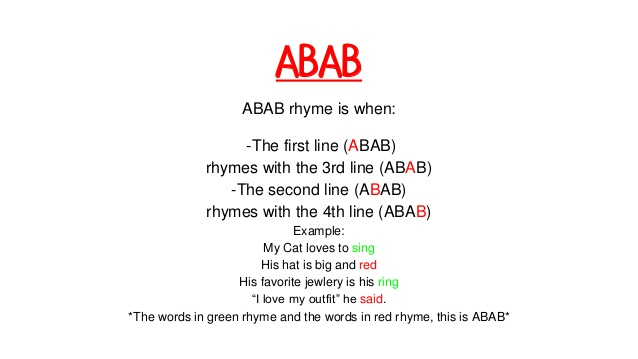 ABAB
ABAB rhyme is when:
-The first line (ABAB)
rhymes with the 3rd line (ABAB)
-The second line (ABAB)
rhymes with the 4th line (ABAB)
Example:
My Cat loves to sing
His hat is big and red
His favorite jewlery is his ring
“I love my outfit” he said.
*The words in green rhyme and the words in red rhyme, this is ABAB*